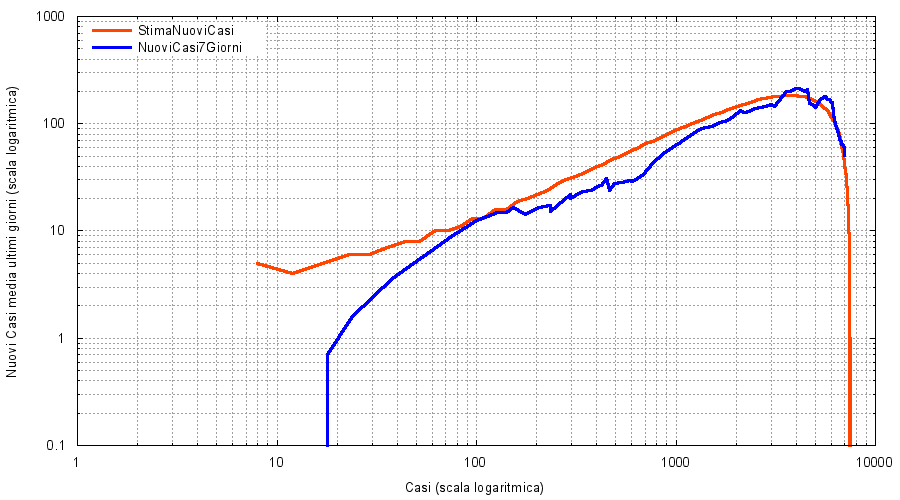 1000
StimaNuoviCasi
NuoviCasi7Giorni
100
10
1
0.1
Nuovi Casi media ultimi giorni (scala logaritmica)
1 10 100 1000 10000
Casi (scala logaritmica)